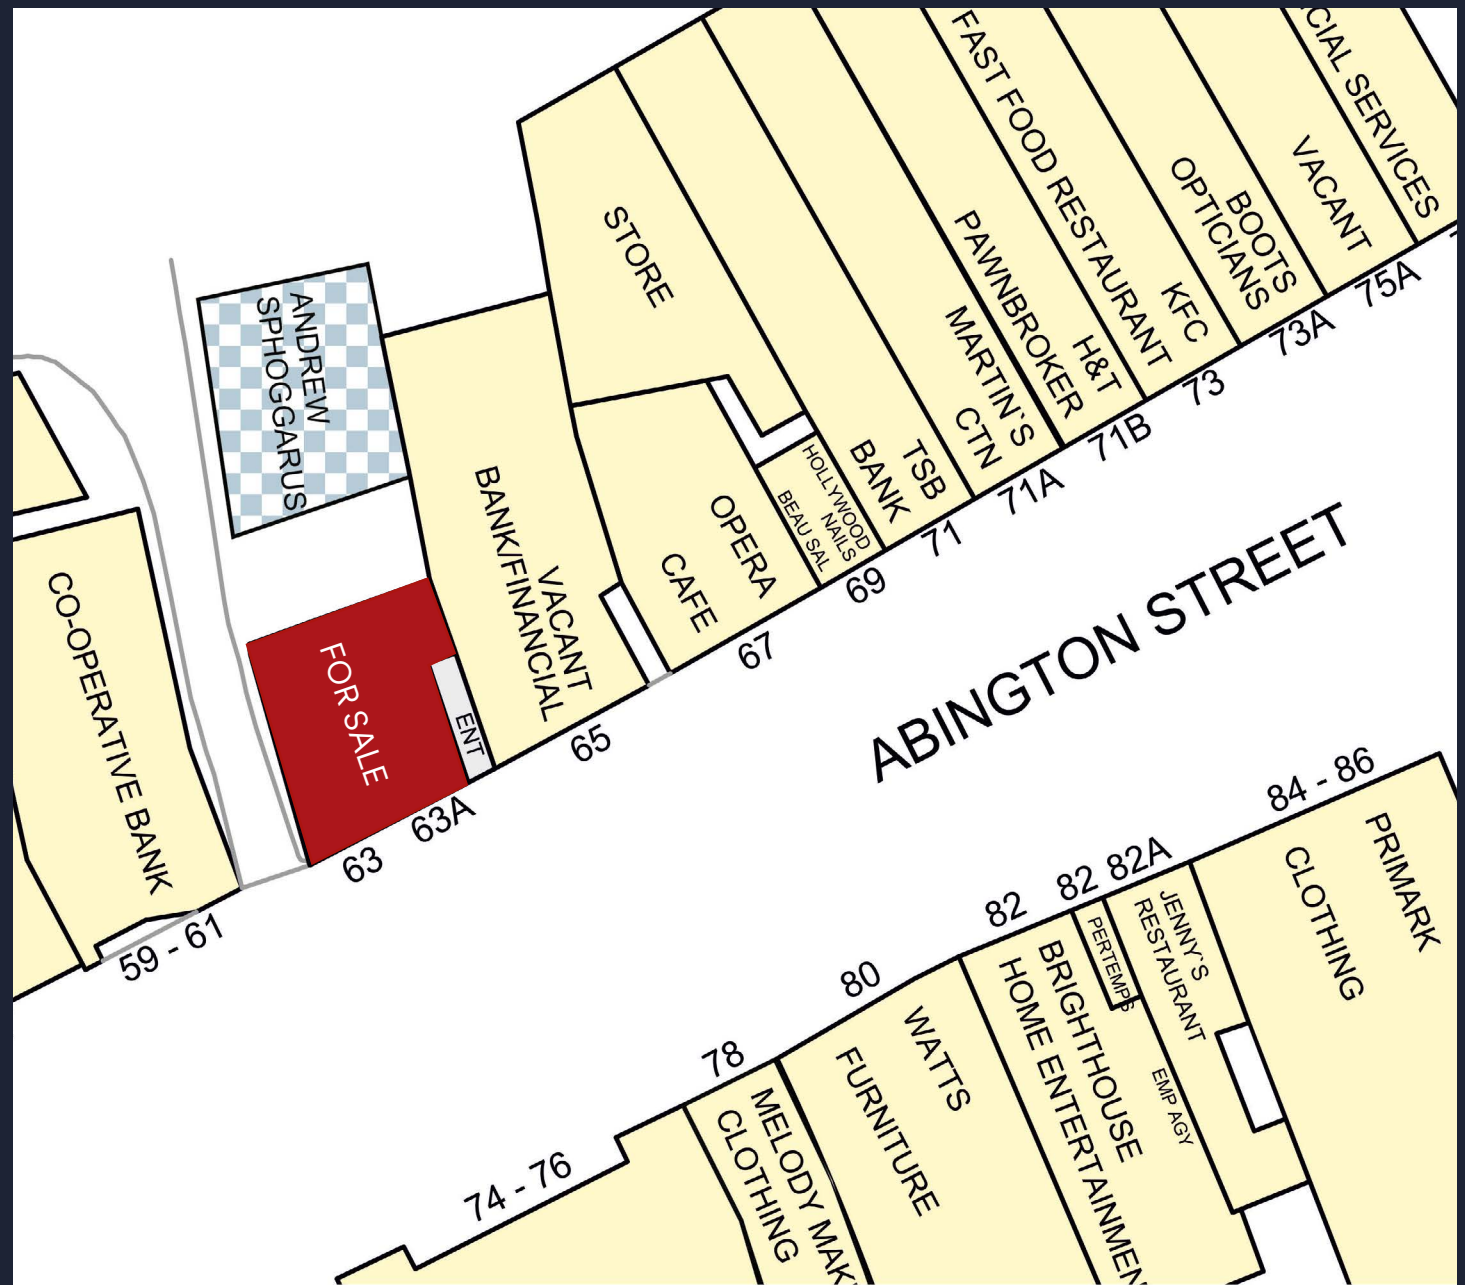 FAST FOOD RESTAURANT
KFC
CIAL SERVICES
VACANT
BOOTS
OPTICIANS
STORE
PAWNBROKER
H&T
MARTIN`S
CTN
TSB
BANK
HOLLYWOOD
NAILS
BEAU SAL
OPERA
CAFE
ANDREW
SPHOGGARUS
VACANT
BANK/FINANCIAL
FOR SALE
ENT
CO-OPERATIVE BANK
75A
73A
73
71B
71A
71
69
67
65
63A
63
59 - 61
ABINGTON STREET
84 - 86
82A
82
82
80
78
74 - 76
PRIMARK
CLOTHING
JENNY`S
RESTAURANT
PERTEMPS
EMP AGY
BRIGHTHOUSE
HOME ENTERTAINMEN
WATTS
FURNITURE
MELODY MAK
CLOTHING